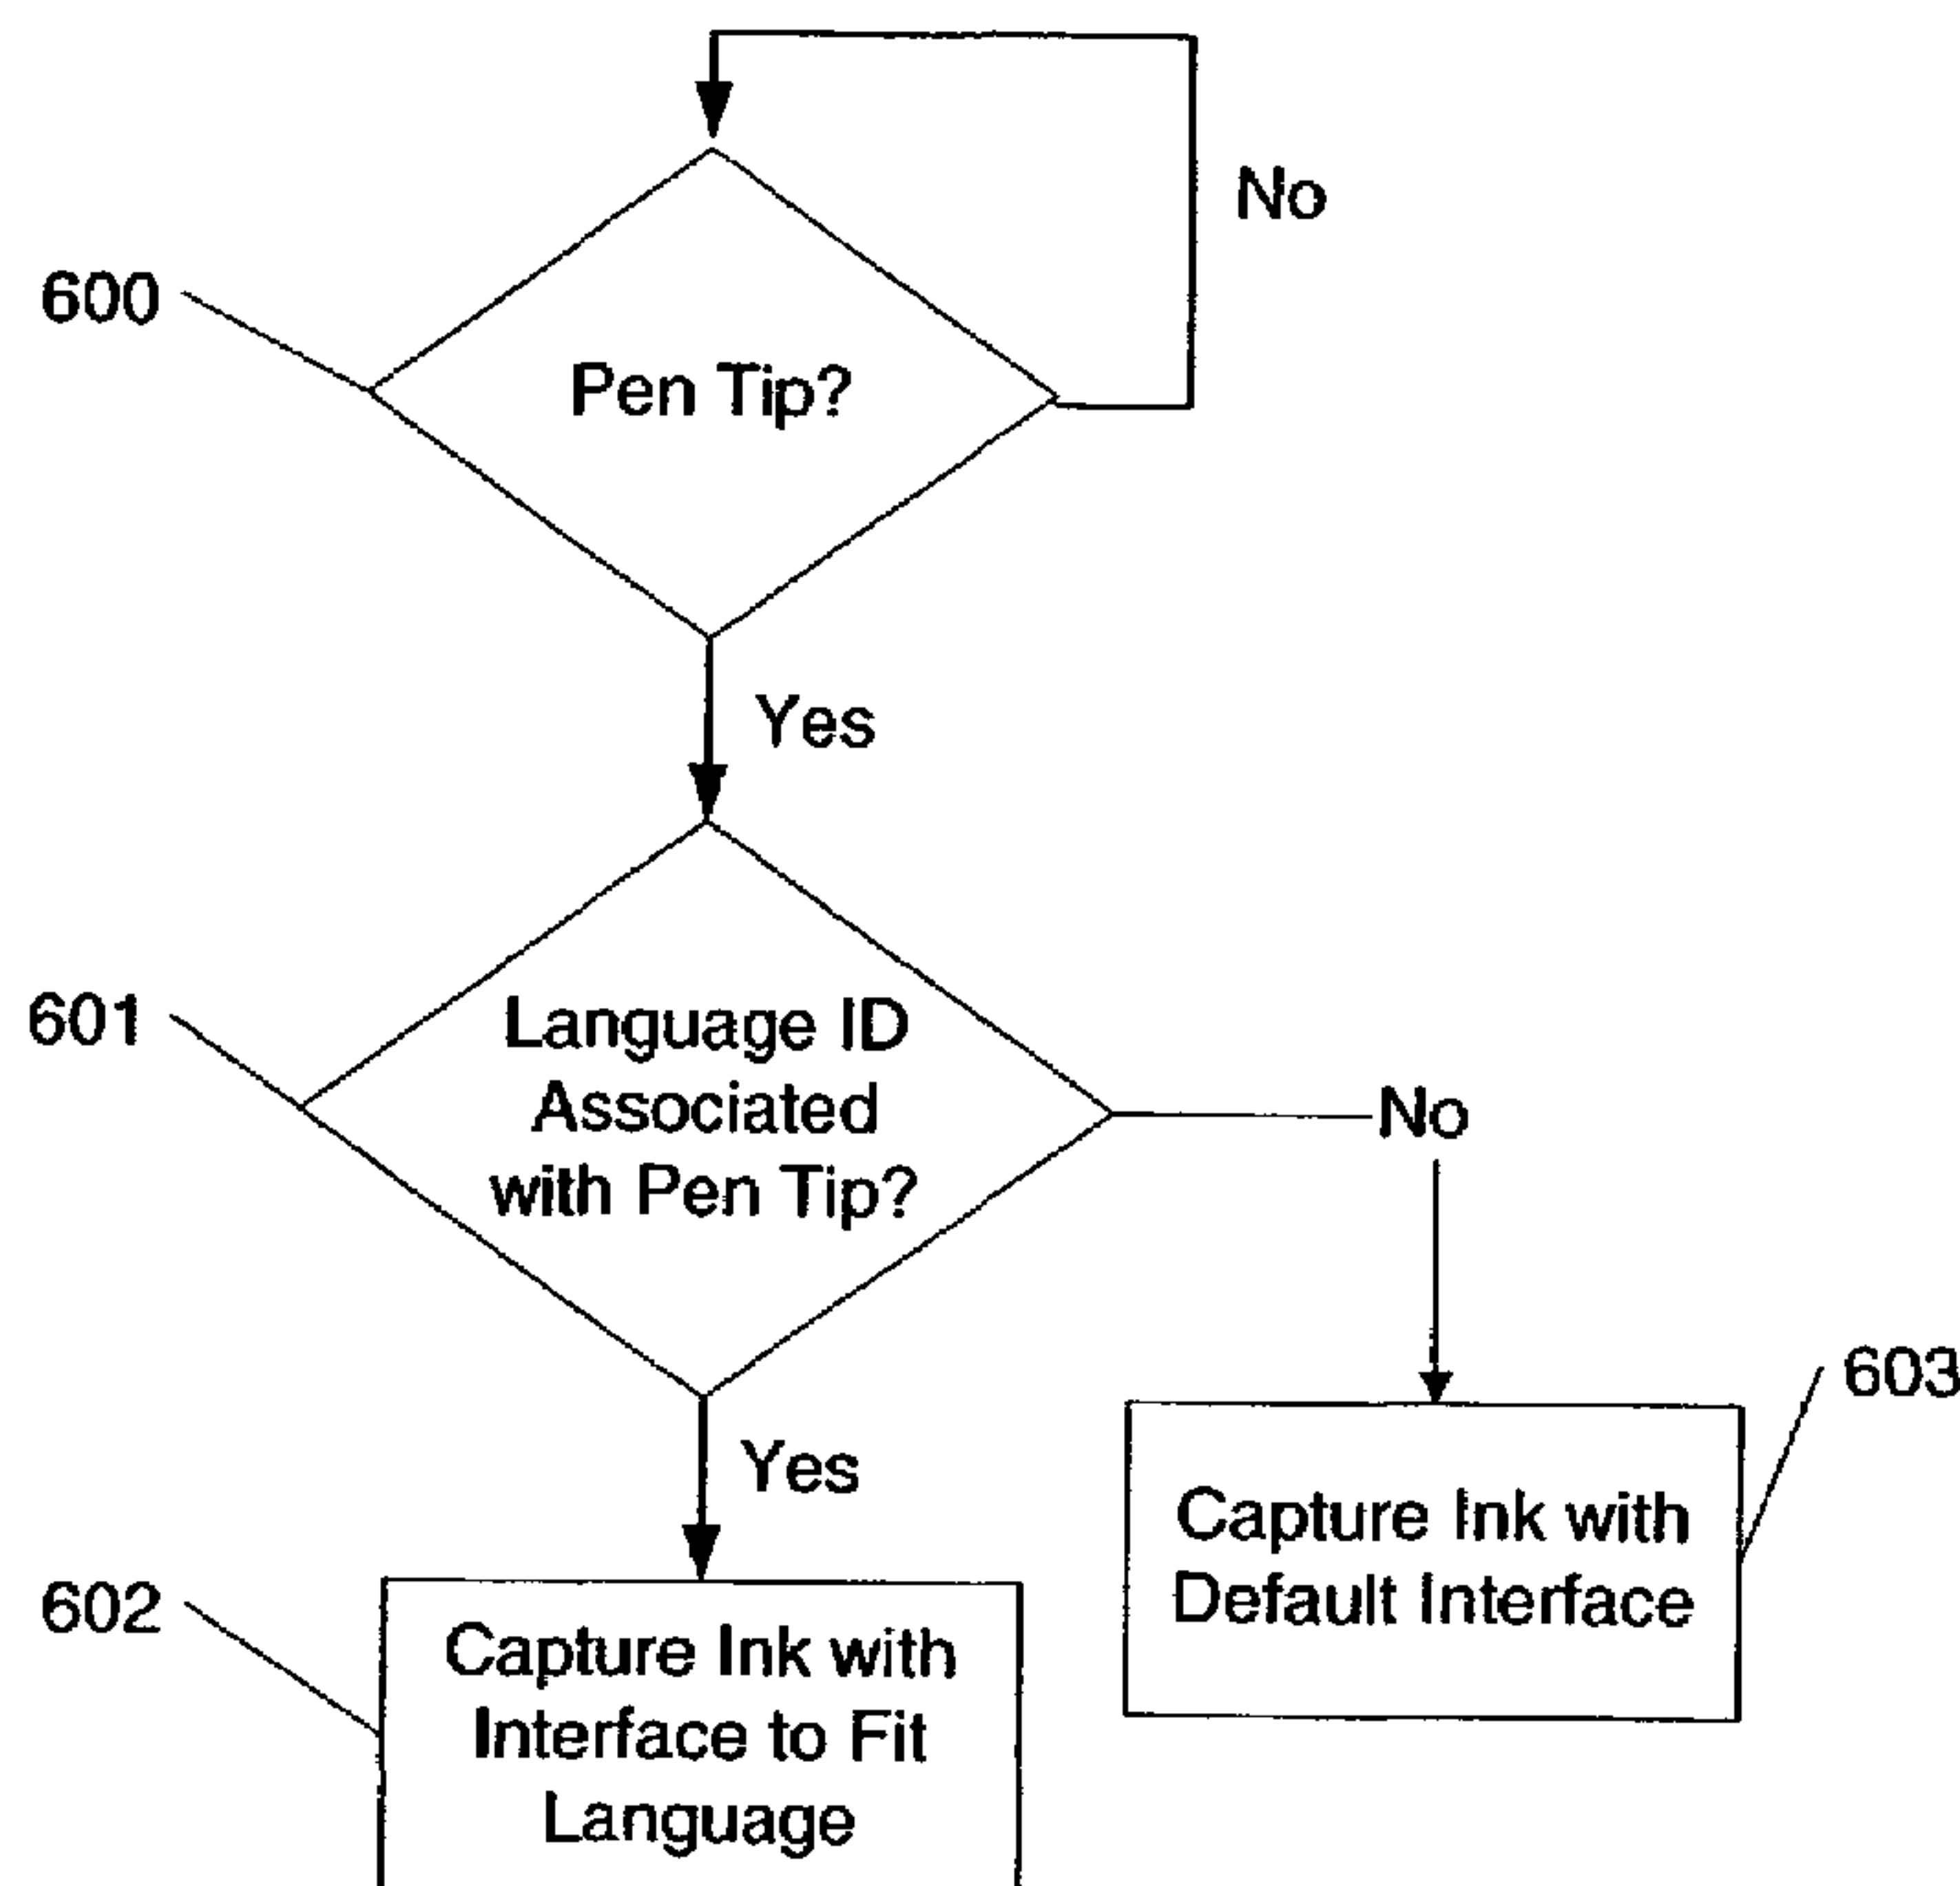 No
600
Pen Tip?
Yes
601
Language ID
Associated
with Pen Tip?
No
Yes
603
Capture Ink with
Default Interface
602
Capture Ink with
Interface to Fit
Language